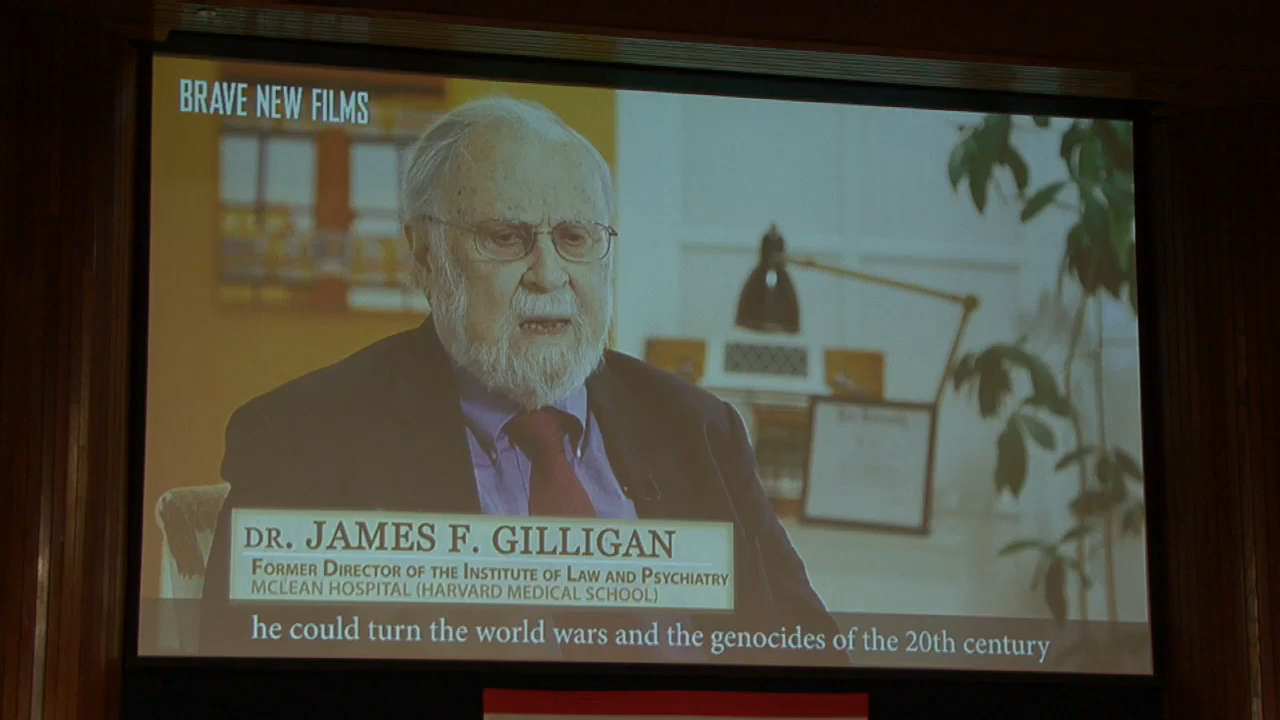 BRAVE NEW FILMS
DR. JAMES F. GILLIGAN
FORMER DIRECTOR OF THE INSTITUTE OF LAW AND PSYCHIATRY
MCLEAN HOSPITAL (HARVARD MEDICAL SCHOOL)
he could turn the world wars and the genocides of the 20th century